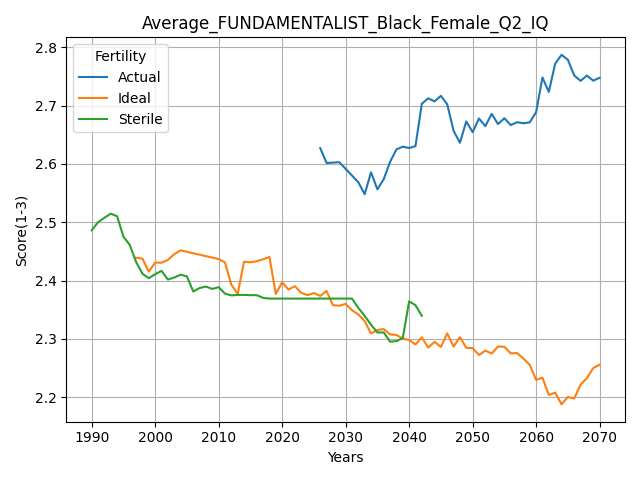 Average_FUNDAMENTALIST_Black_Female_Q2_IQ
Fertility
Actual
Ideal
Sterile
Score(1-3)
2.8
2.7
2.6
2.5
2.4
2.3
2.2
1990 2000 2010 2020 2030 2040 2050 2060 2070
Years